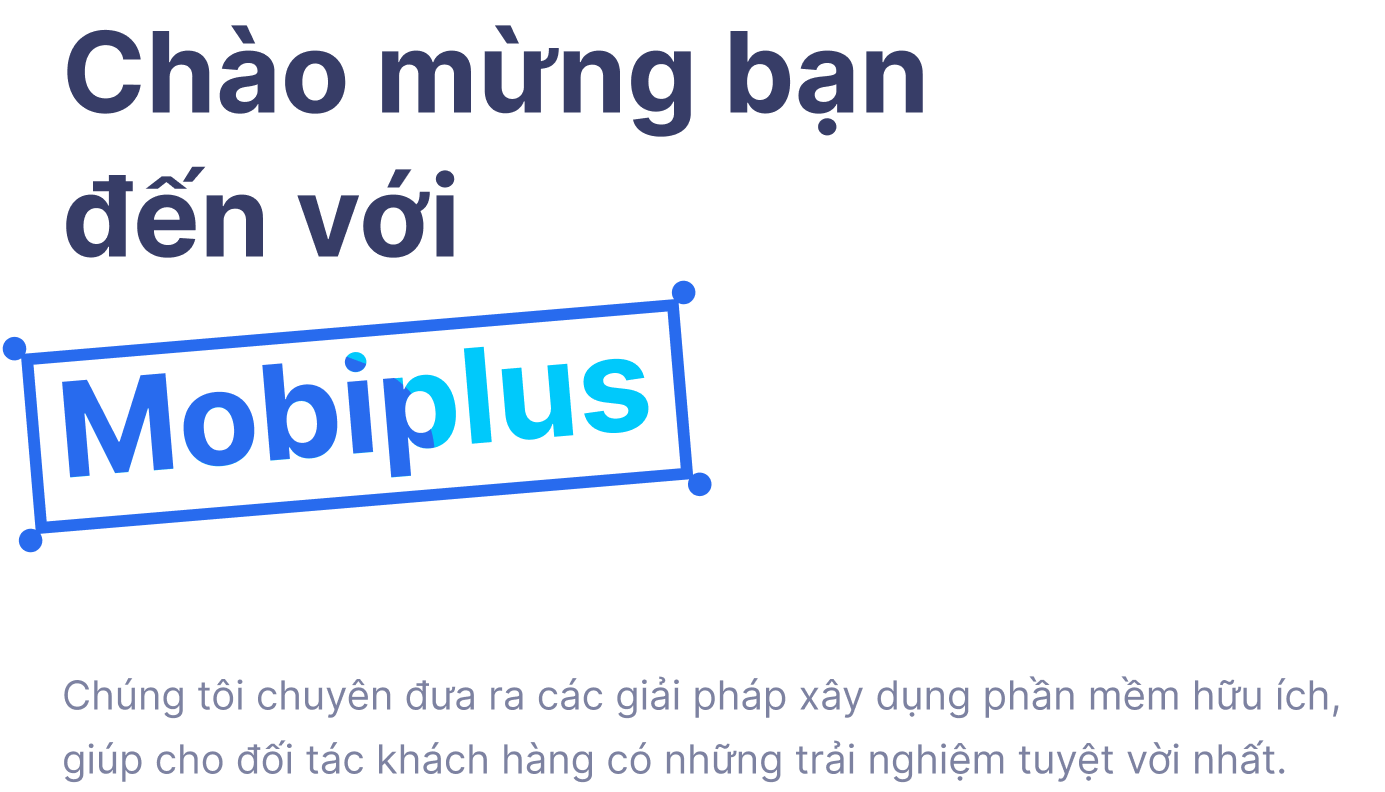 Chào mừng bạn
đến với
Mobiplus
Chúng tôi chuyên đưa ra các giải pháp xây dụng phần mềm hữu ích,
giúp cho đối tác khách hàng có những trải nghiệm tuyệt vời nhất.